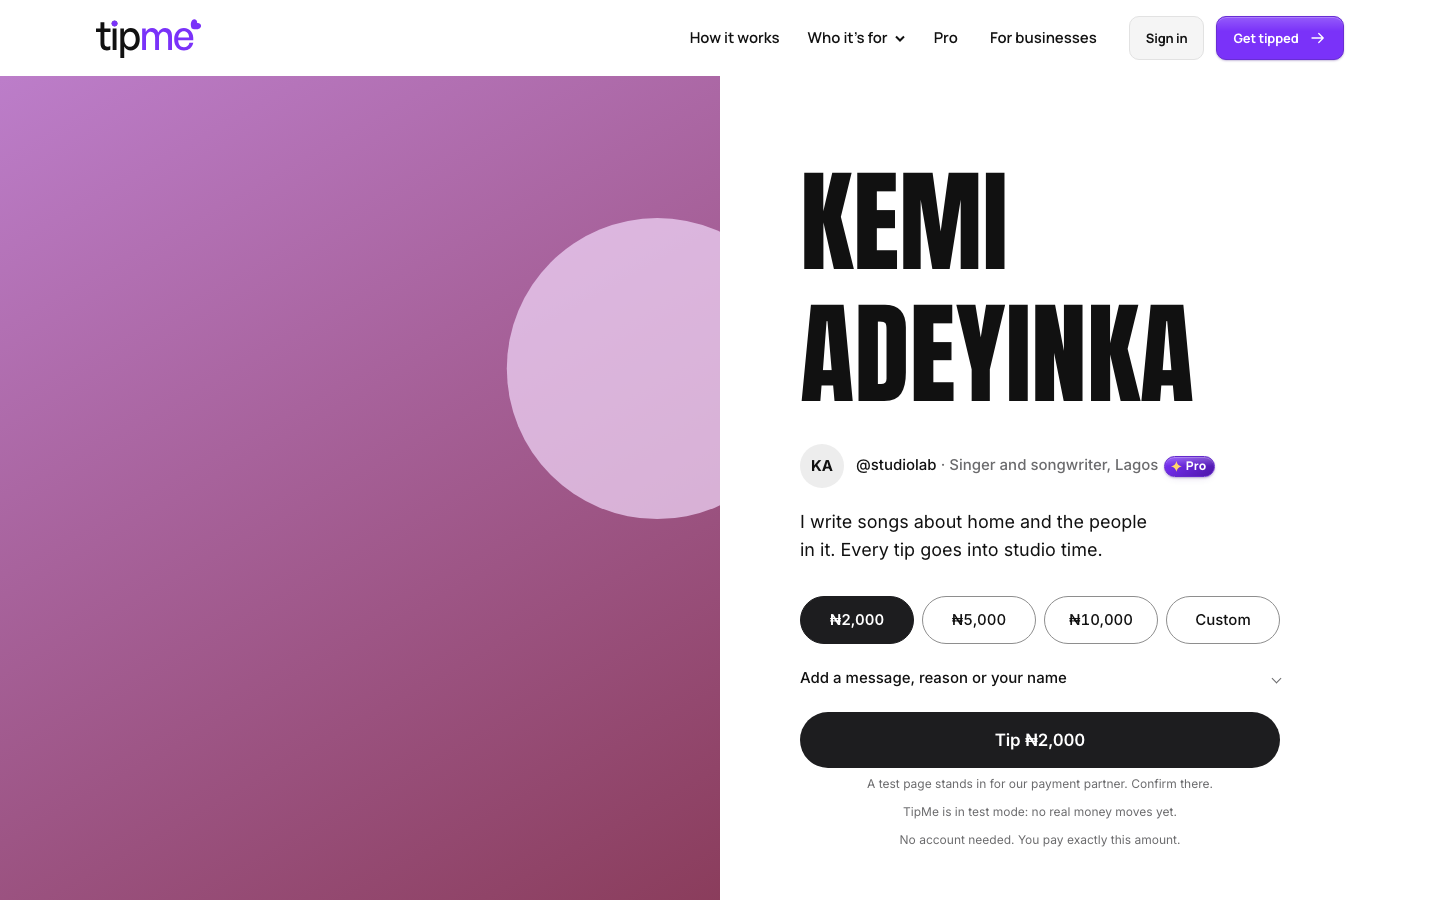 tipme
How it works
Who it's for
Pro
For businesses
Sign in
Get tipped
KEMI
ADEYINKA
KA
@studiolab · Singer and songwriter, Lagos
Pro
I write songs about home and the people
in it. Every tip goes into studio time.
₦2,000
₦5,000
₦10,000
Custom
Add a message, reason or your name
Tip ₦2,000
A test page stands in for our payment partner. Confirm there.
TipMe is in test mode: no real money moves yet.
No account needed. You pay exactly this amount.